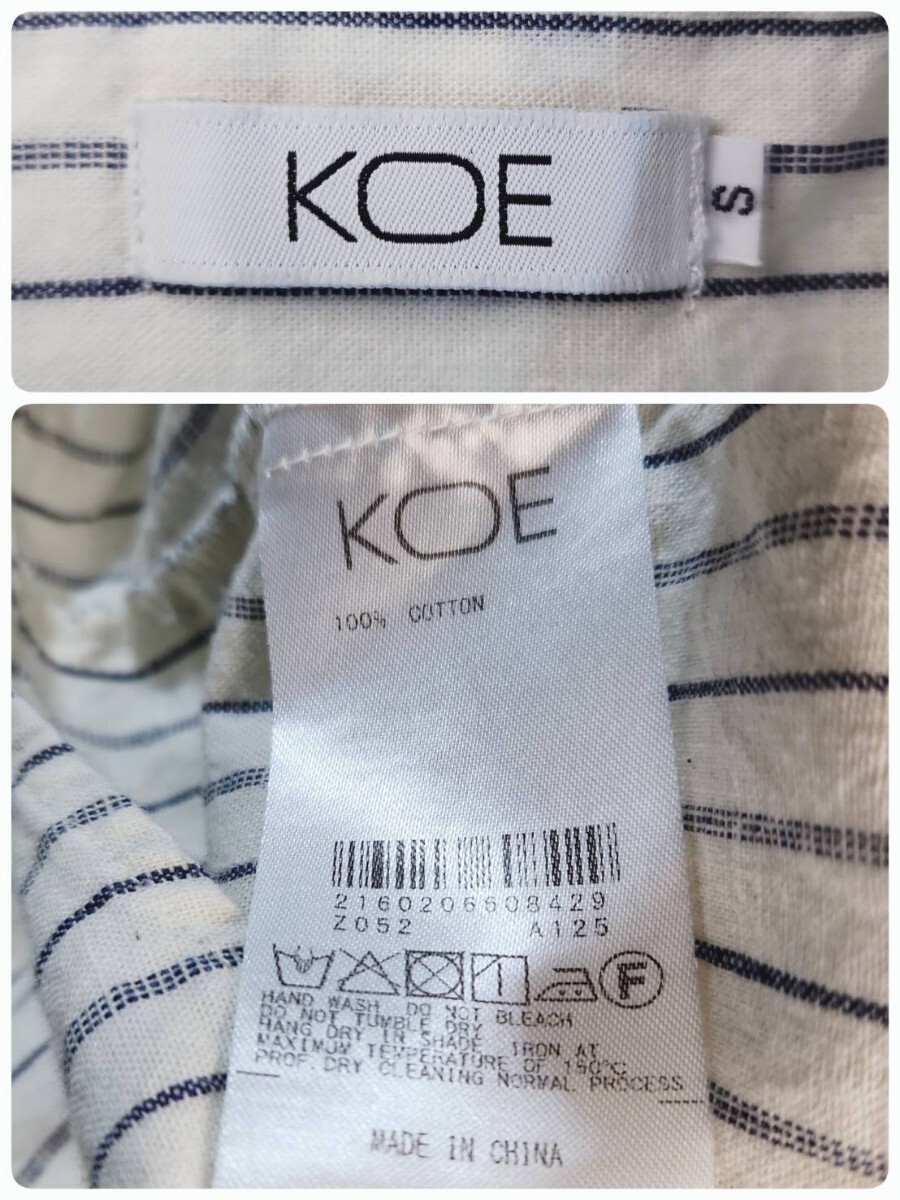 KOE
S
KOE
100% COTTON
2160206508429
Z052 A125
F
HAND WASH DO NOT BLEACH
DO NOT TUMBLE DRY
HANG DRY IN SHADE IRON AT
MAXIMUM TEMPERATURE OF 150°C
PROF.DRY CLEANING NORMAL PROCESS
MADE IN CHINA